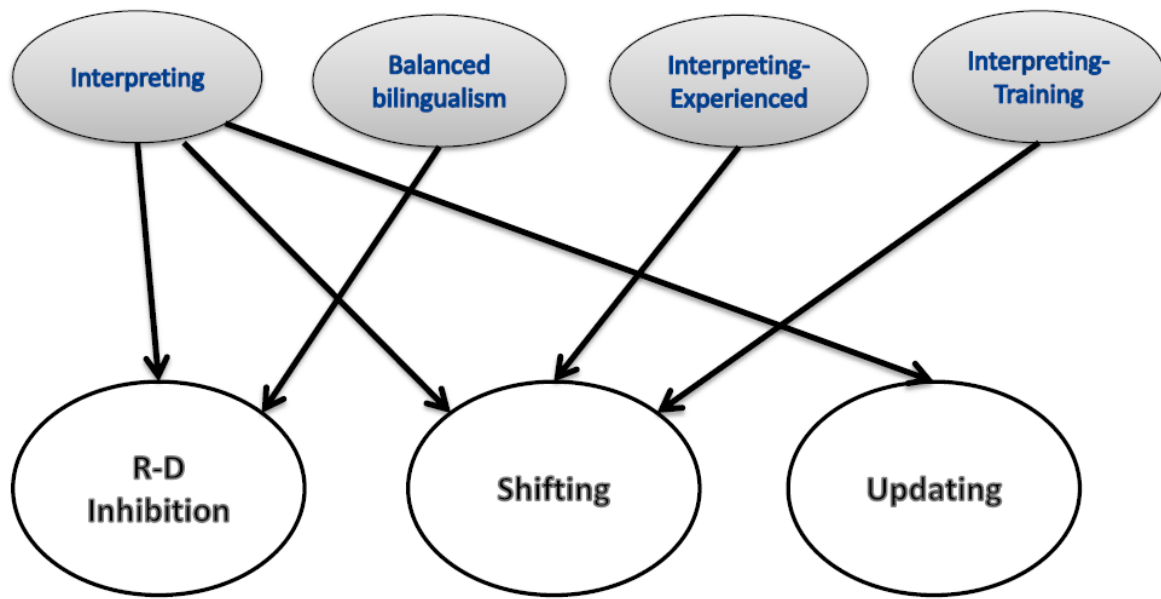 Interpreting
Balanced
bilingualism
Interpreting-
Experienced
Interpreting-
Training
R-D
Inhibition
Shifting
Updating